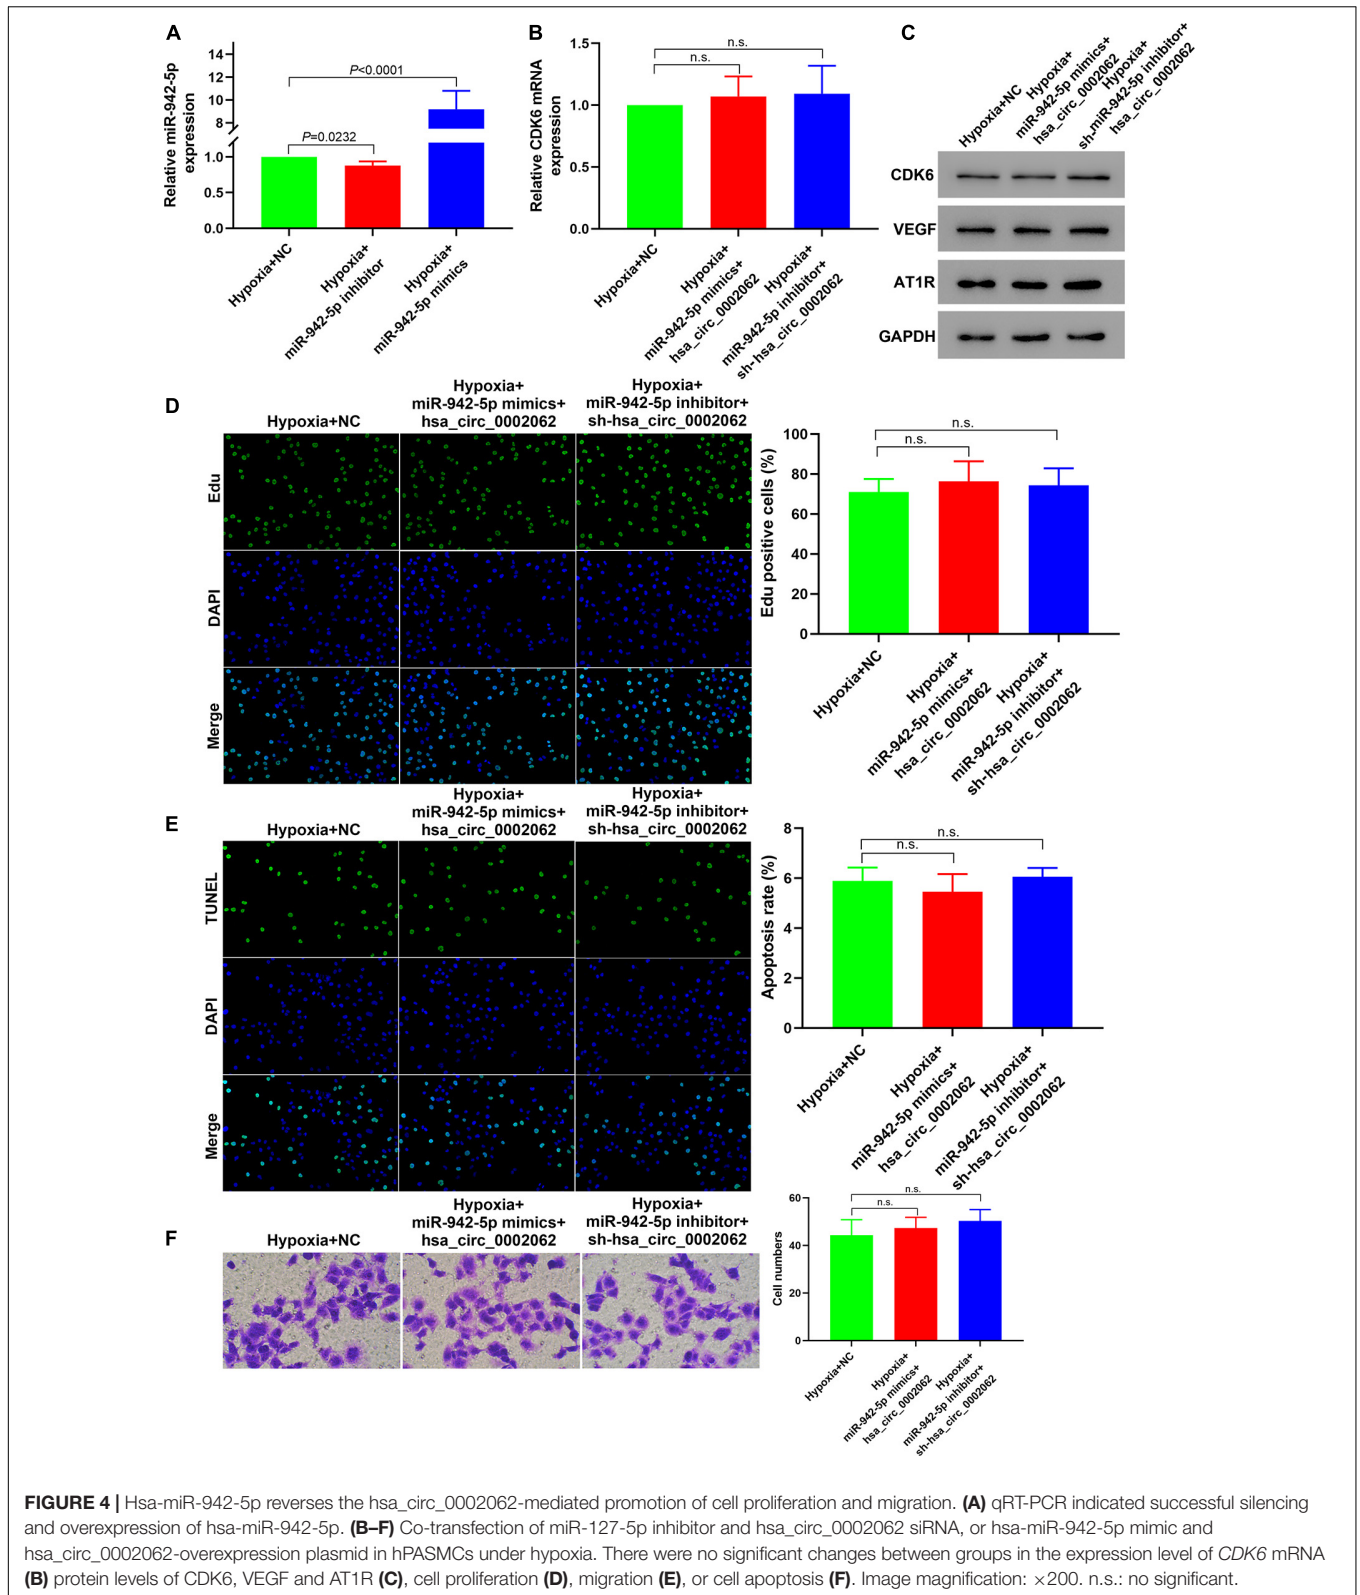 A
Relative miR-942-5p
expression
14
12
10
8
1.0
0.5
0.0
P<0.0001
P=0.0232
Hypoxia+NC
Hypoxia+
miR-942-5p inhibitor
Hypoxia+
miR-942-5p mimics
B
Relative CDK6 mRNA
expression
1.5
1.0
0.5
0.0
n.s.
n.s.
Hypoxia+NC
Hypoxia+
miR-942-5p mimics+
hsa_circ_0002062
Hypoxia+
miR-942-5p inhibitor+
sh-hsa_circ_0002062
C
Hypoxia+NC
Hypoxia+
miR-942-5p mimics+
hsa_circ_0002062
Hypoxia+
miR-942-5p inhibitor+
sh-hsa_circ_0002062
CDK6
VEGF
AT1R
GAPDH
D
Hypoxia+NC
Hypoxia+
miR-942-5p mimics+
hsa_circ_0002062
Hypoxia+
miR-942-5p inhibitor+
sh-hsa_circ_0002062
Edu
DAPI
Merge
Edu positive cells (%)
100
80
60
40
20
0
n.s.
n.s.
Hypoxia+NC
Hypoxia+
miR-942-5p mimics+
hsa_circ_0002062
Hypoxia+
miR-942-5p inhibitor+
sh-hsa_circ_0002062
E
Hypoxia+NC
Hypoxia+
miR-942-5p mimics+
hsa_circ_0002062
Hypoxia+
miR-942-5p inhibitor+
sh-hsa_circ_0002062
TUNEL
DAPI
Merge
Apoptosis rate (%)
8
6
4
2
0
n.s.
n.s.
Hypoxia+NC
Hypoxia+
miR-942-5p mimics+
hsa_circ_0002062
Hypoxia+
miR-942-5p inhibitor+
sh-hsa_circ_0002062
F
Hypoxia+NC
Hypoxia+
miR-942-5p mimics+
hsa_circ_0002062
Hypoxia+
miR-942-5p inhibitor+
sh-hsa_circ_0002062
Cell numbers
60
40
20
0
n.s.
n.s.
Hypoxia+NC
Hypoxia+
miR-942-5p mimics+
hsa_circ_0002062
Hypoxia+
miR-942-5p inhibitor+
sh-hsa_circ_0002062
FIGURE 4 | Hsa-miR-942-5p reverses the hsa_circ_0002062-mediated promotion of cell proliferation and migration. (A) qRT-PCR indicated successful silencing
and overexpression of hsa-miR-942-5p. (B–F) Co-transfection of miR-127-5p inhibitor and hsa_circ_0002062 siRNA, or hsa-miR-942-5p mimic and
hsa_circ_0002062-overexpression plasmid in hPASMCs under hypoxia. There were no significant changes between groups in the expression level of CDK6 mRNA
(B) protein levels of CDK6, VEGF and AT1R (C), cell proliferation (D), migration (E), or cell apoptosis (F). Image magnification: ×200. n.s.: no significant.